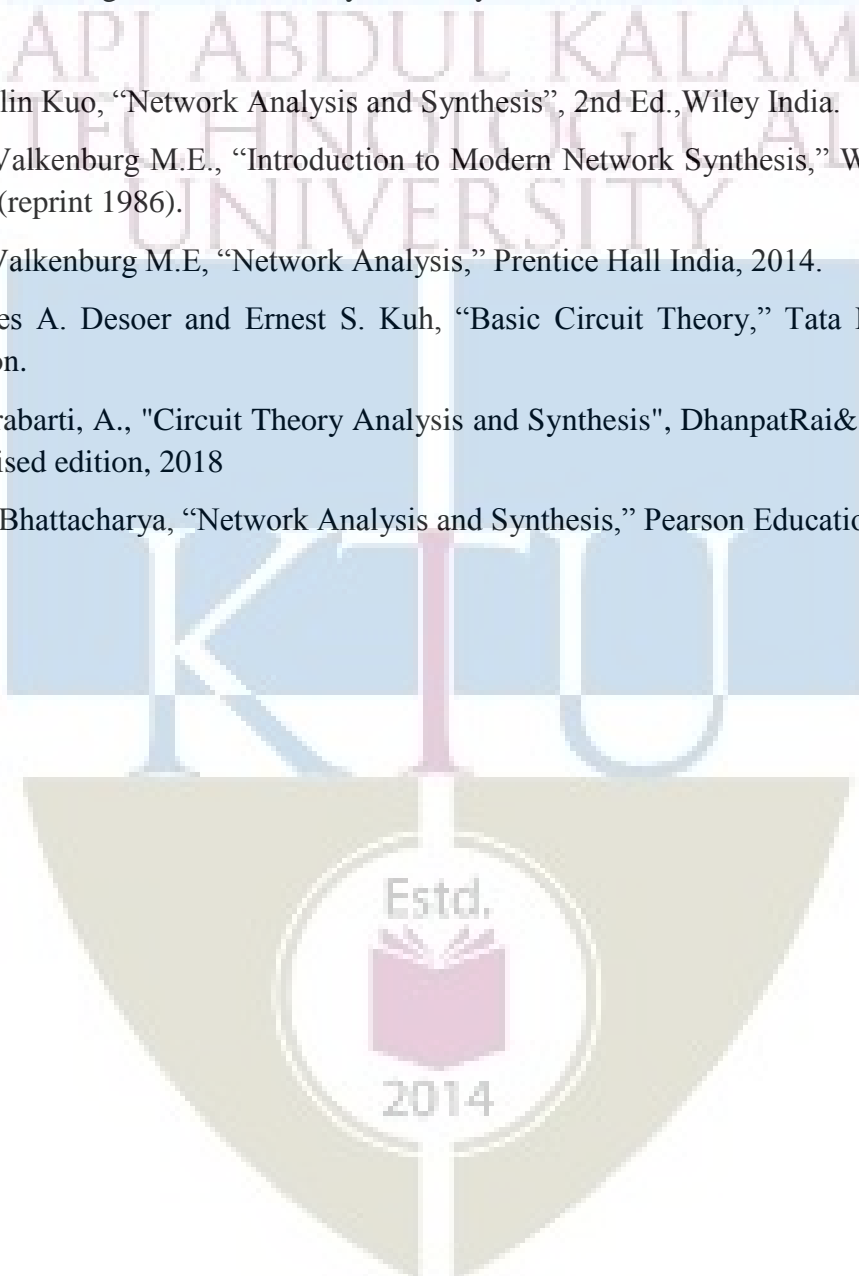 API ABDUL KALAM
TECHNOLOGICAL
UNIVERSITY
lin Kuo, “Network Analysis and Synthesis”, 2nd Ed.,Wiley India.
Valkenburg M.E., “Introduction to Modern Network Synthesis,” W
(reprint 1986).
Valkenburg M.E, “Network Analysis,” Prentice Hall India, 2014.
es A. Desoer and Ernest S. Kuh, “Basic Circuit Theory,” Tata
on.
rabarti, A., "Circuit Theory Analysis and Synthesis", DhanpatRai&
ised edition, 2018
Bhattacharya, “Network Analysis and Synthesis,” Pearson Educatio
KTU
Estd.
2014